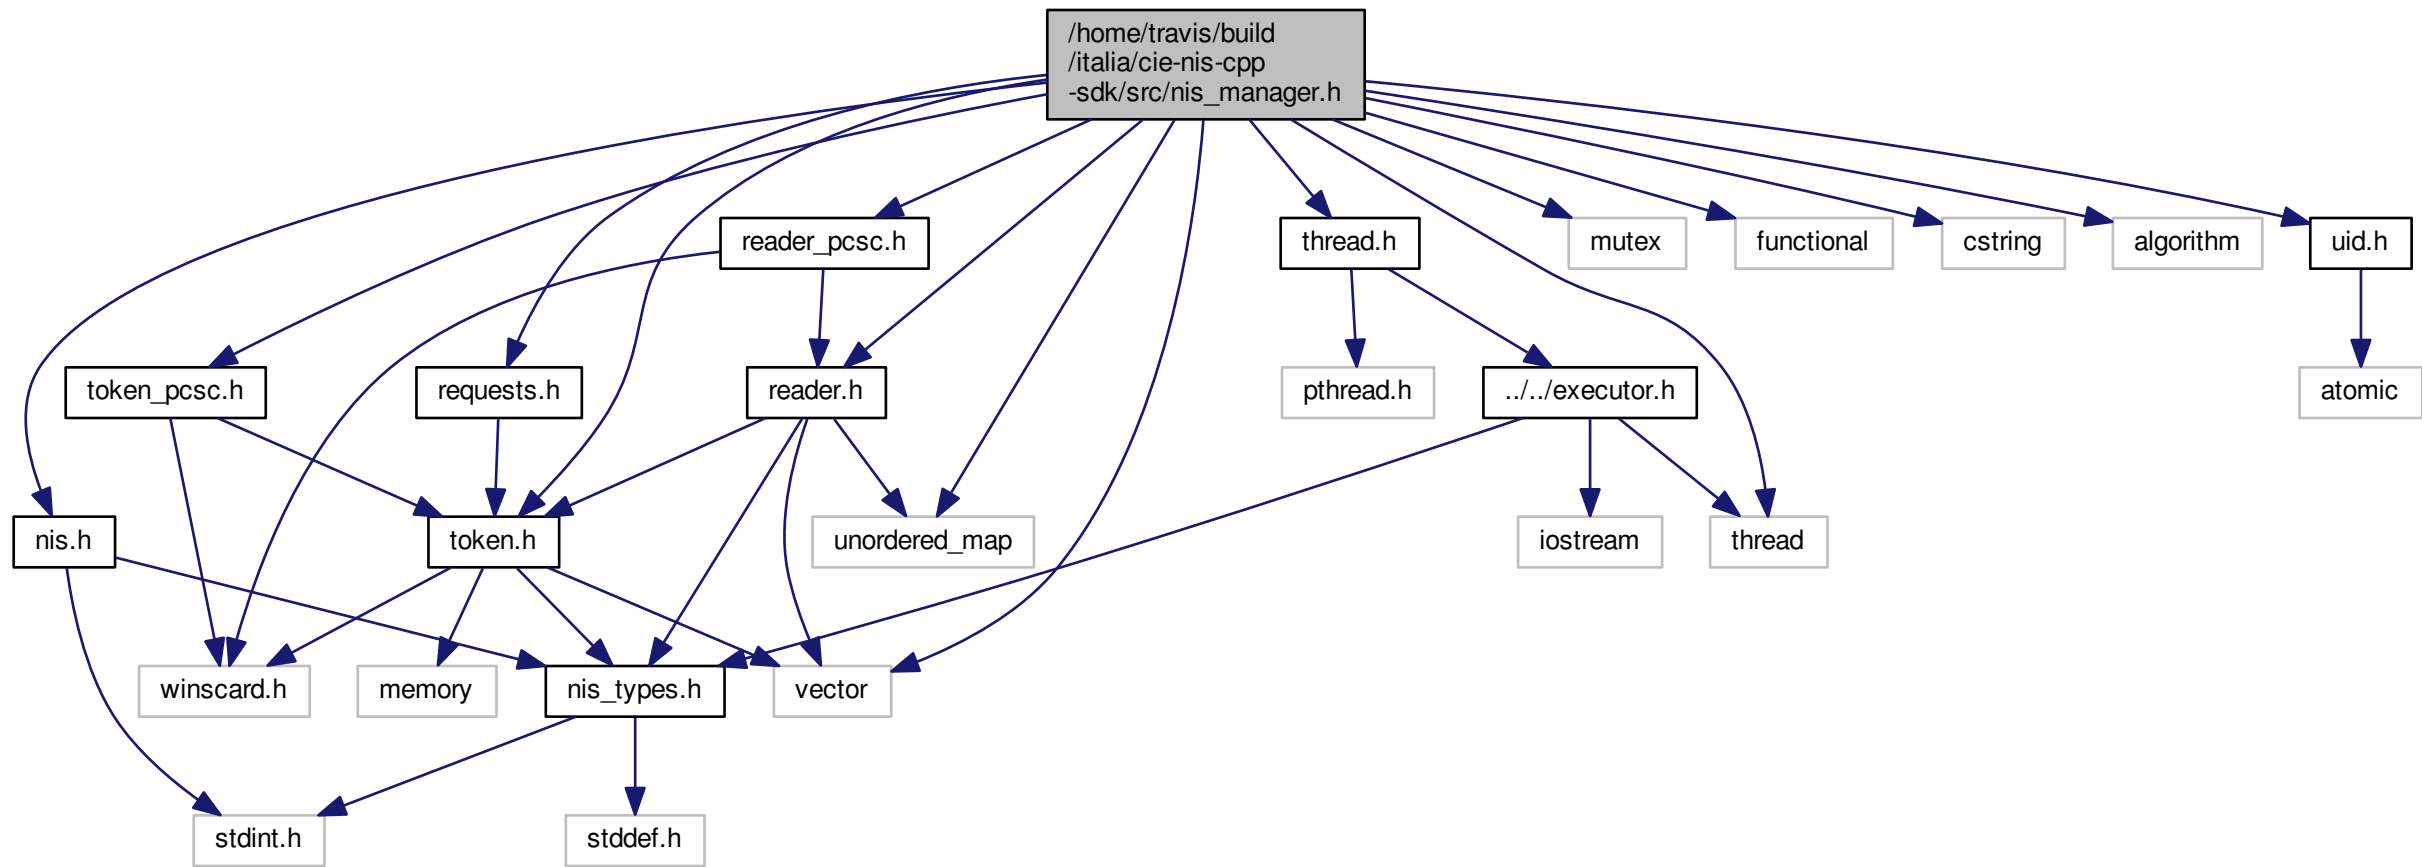 /home/travis/build
/italia/cie-nis-cpp
-sdk/src/nis_manager.h
reader_pcsc.h
thread.h
mutex
functional
cstring
algorithm
uid.h
token_pcsc.h
requests.h
reader.h
pthread.h
../../executor.h
atomic
nis.h
token.h
unordered_map
iostream
thread
winscard.h
memory
nis_types.h
vector
stdint.h
stddef.h